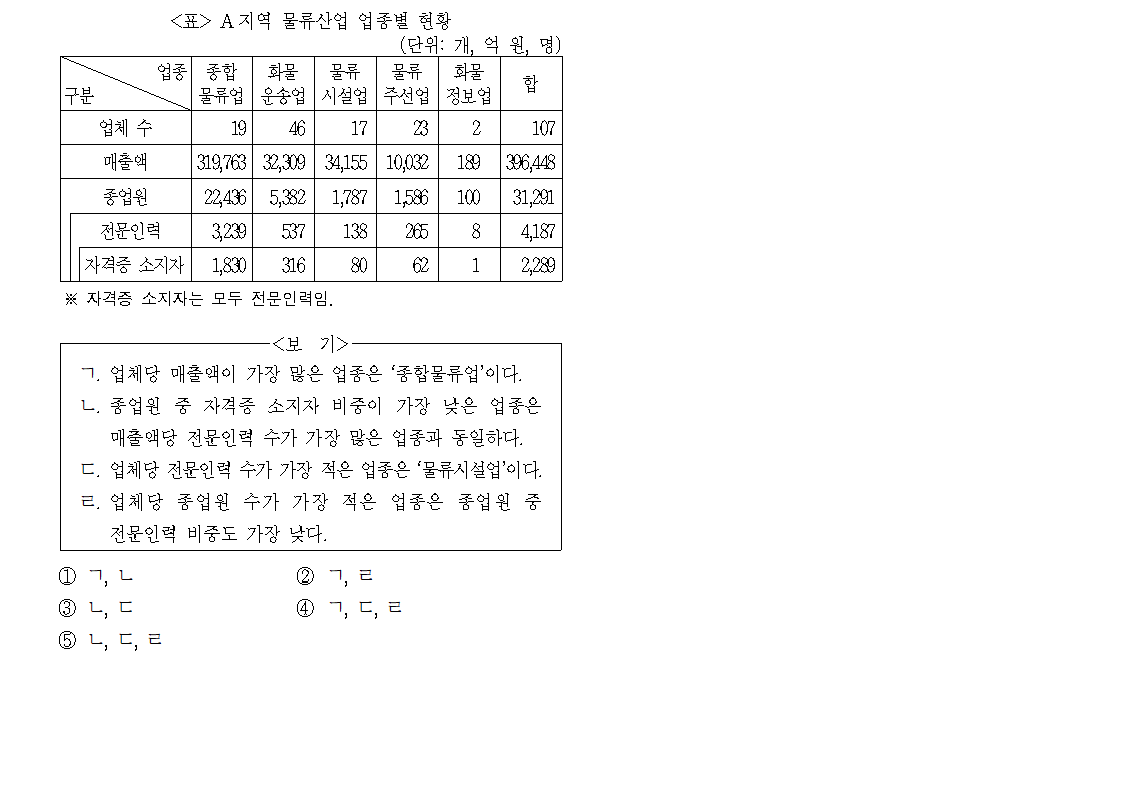 <표> A지역 물류산업 업종별 현황
(단위: 개, 억 원, 명)
업종 종합 화물 물류 물류 화물 합
구분 물류업 운송업 시설업 주선업 정보업
업체 수 19 46 17 23 2 107
매출액 319,763 32,309 34,155 10,032 189 396,448
종업원 22,436 5,382 1,787 1,586 100 31,291
전문인력 3,239 537 138 265 8 4,187
자격증 소지자 1,830 316 80 62 1 2,289
※ 자격증 소지자는 모두 전문인력임.
<보 기>
ㄱ. 업체당 매출액이 가장 많은 업종은 ‘종합물류업’이다.
ㄴ. 종업원 중 자격증 소지자 비중이 가장 낮은 업종은
매출액당 전문인력 수가 가장 많은 업종과 동일하다.
ㄷ. 업체당 전문인력 수가 가장 적은 업종은 ‘물류시설업’이다.
ㄹ. 업체당 종업원 수가 가장 적은 업종은 종업원 중
전문인력 비중도 가장 낮다.
① ㄱ, ㄴ ② ㄱ, ㄹ
③ ㄴ, ㄷ ④ ㄱ, ㄷ, ㄹ
⑤ ㄴ, ㄷ, ㄹ